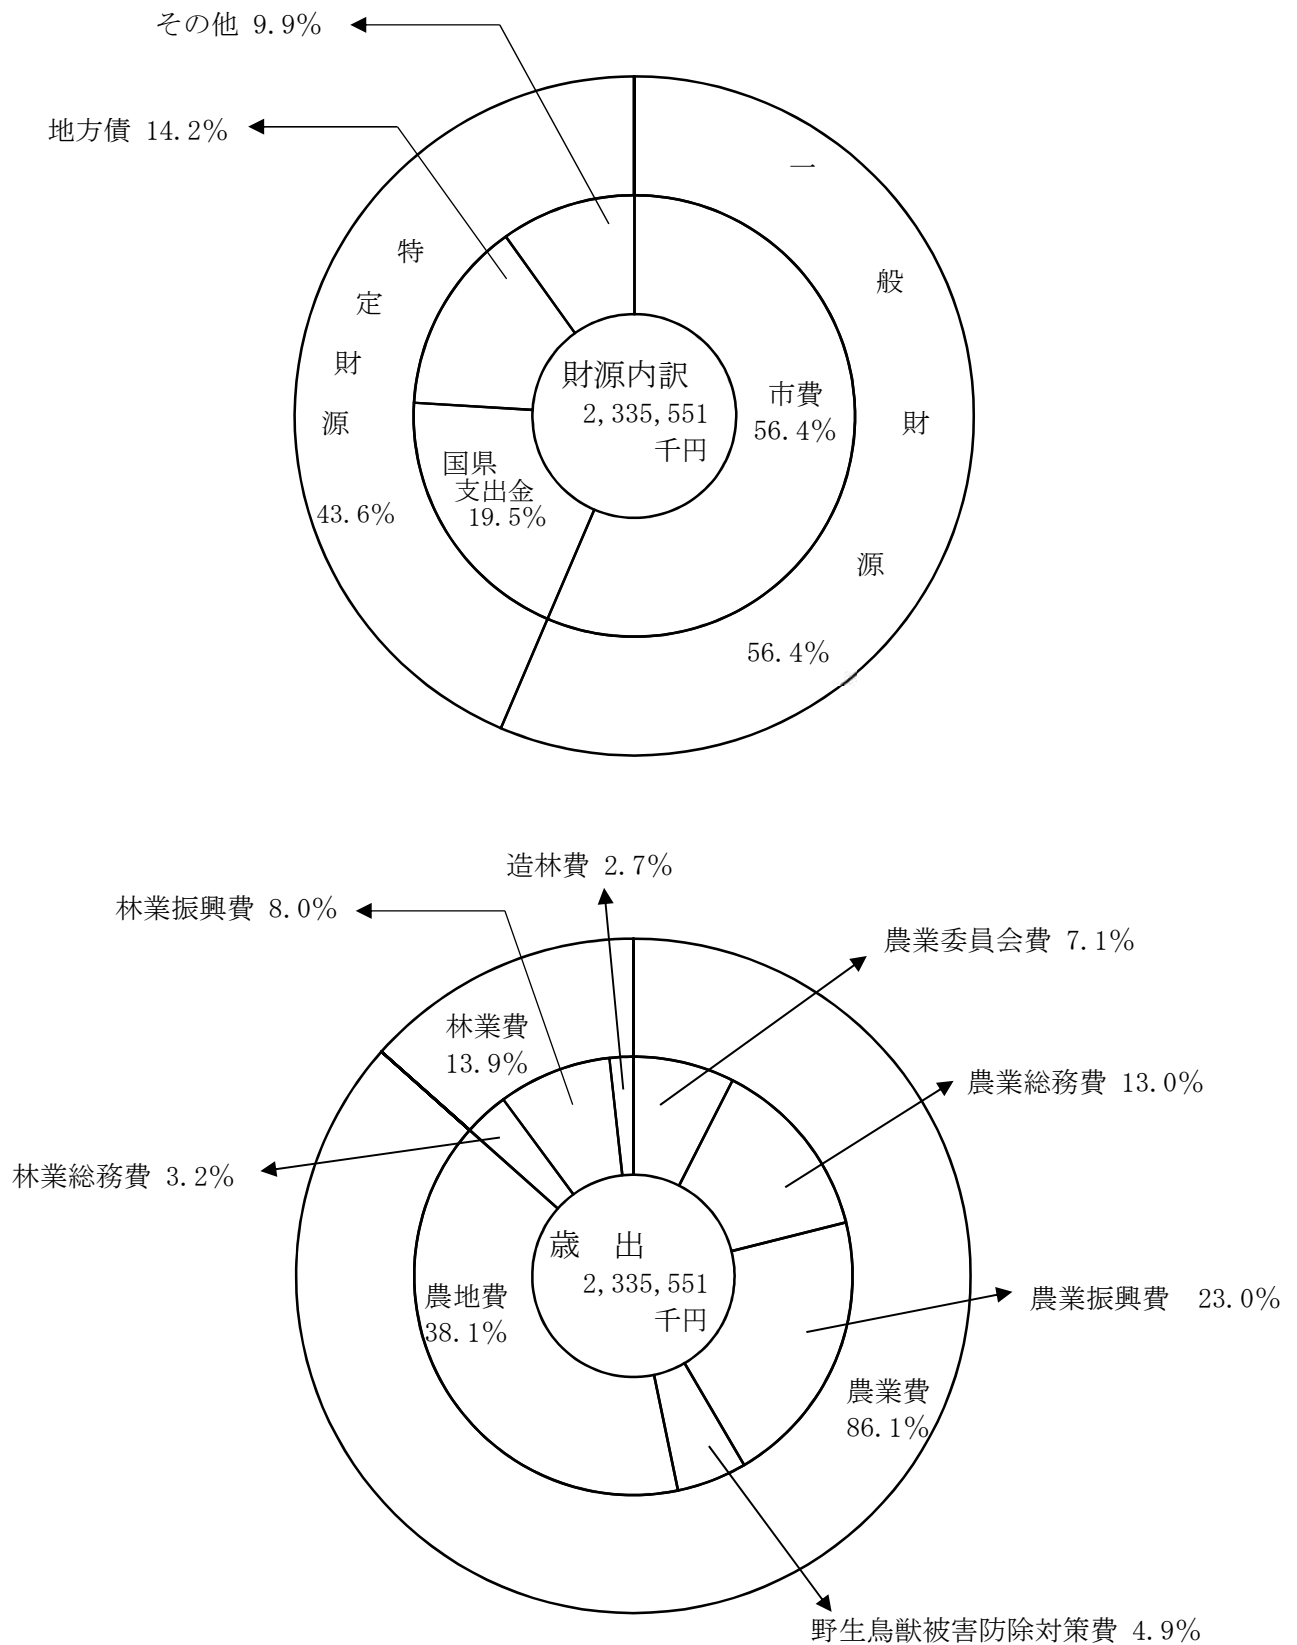 その他 9.9%
地方債 14.2%
一
般
財
源
56.4%
特
定
財
源
43.6%
財源内訳
2,335,551
千円
市費
56.4%
国県
支出金
19.5%
造林費 2.7%
林業振興費 8.0%
農業委員会費 7.1%
林業費
13.9%
農業総務費 13.0%
林業総務費 3.2%
歳 出
2,335,551
千円
農地費
38.1%
農業振興費 23.0%
農業費
86.1%
野生鳥獣被害防除対策費 4.9%